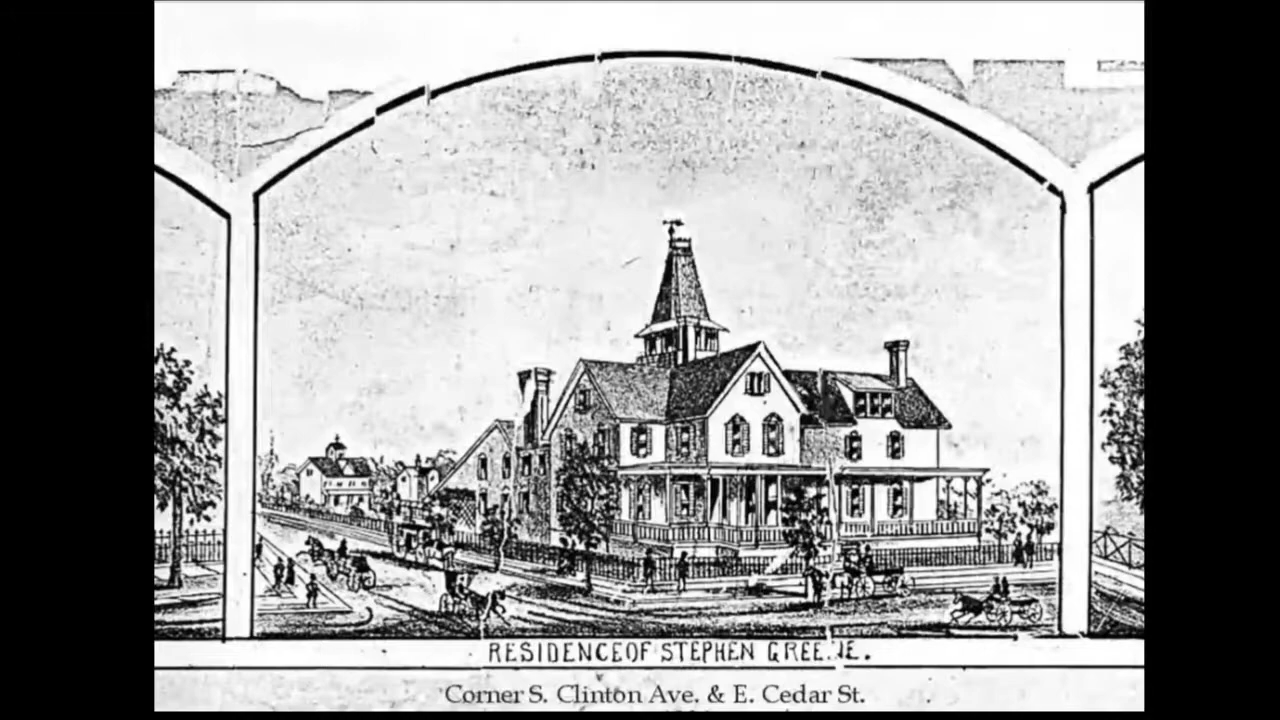 RESIDENCE OF STEPHEN GREENE.
Corner S. Clinton Ave. & E. Cedar St.